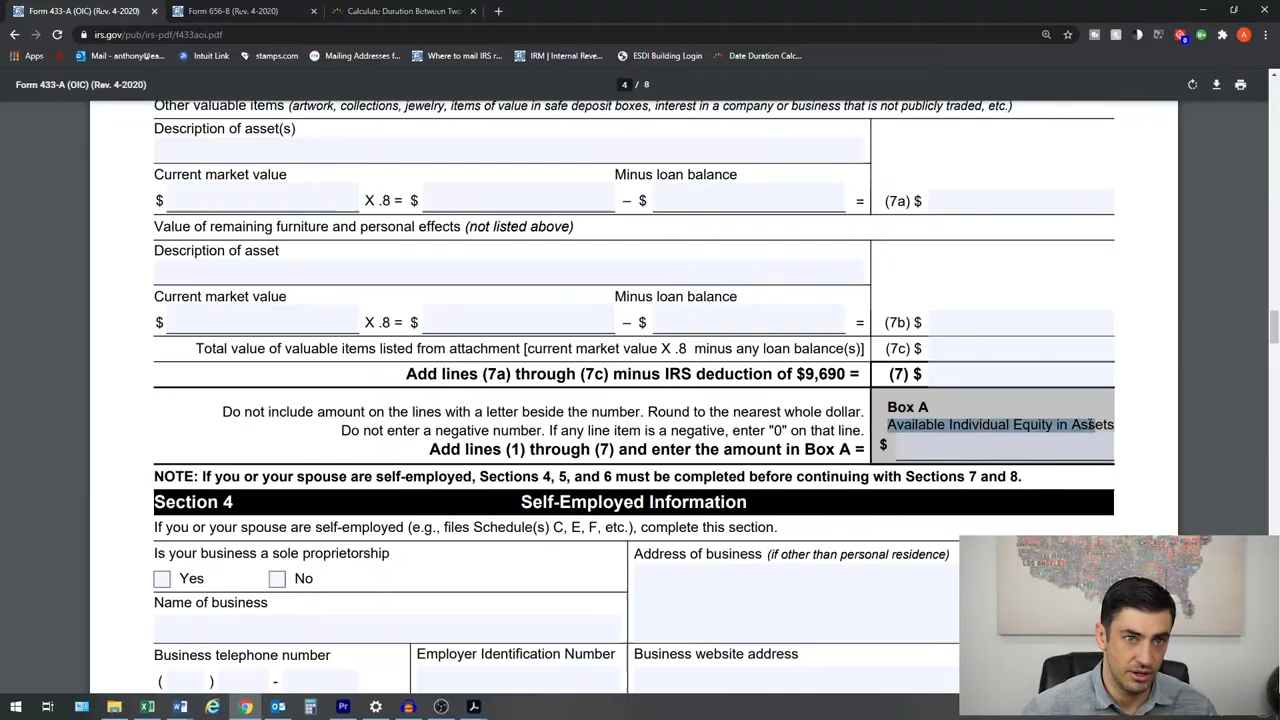 Form 433-A (OIC) (Rev. 4-2020)
Form 656-B (Rev. 4-2020)
Calculate Duration Between Two
irs.gov/pub/irs-pdf/f433aoi.pdf
A
Apps
Mail - anthony@ea...
Intuit Link
stamps.com
Mailing Addresses f...
Where to mail IRS r...
IRM | Internal Reve...
ESDI Building Login
Date Duration Calc...
Form 433-A (OIC) (Rev. 4-2020)
4 / 8
Other valuable items (artwork, collections, jewelry, items of value in safe deposit boxes, interest in a company or business that is not publicly traded, etc.)
Description of asset(s)
Current market value
Minus loan balance
$ X .8 = $ – $ = (7a) $
Value of remaining furniture and personal effects (not listed above)
Description of asset
Current market value
Minus loan balance
$ X .8 = $ – $ = (7b) $
Total value of valuable items listed from attachment [current market value X .8 minus any loan balance(s)] (7c) $
Add lines (7a) through (7c) minus IRS deduction of $9,690 = (7) $
Do not include amount on the lines with a letter beside the number. Round to the nearest whole dollar.
Do not enter a negative number. If any line item is a negative, enter "0" on that line.
Add lines (1) through (7) and enter the amount in Box A =
Box A
Available Individual Equity in Assets
$
NOTE: If you or your spouse are self-employed, Sections 4, 5, and 6 must be completed before continuing with Sections 7 and 8.
Section 4 Self-Employed Information
If you or your spouse are self-employed (e.g., files Schedule(s) C, E, F, etc.), complete this section.
Is your business a sole proprietorship
Yes No
Address of business (if other than personal residence)
Name of business
Business telephone number
( ) -
Employer Identification Number
Business website address